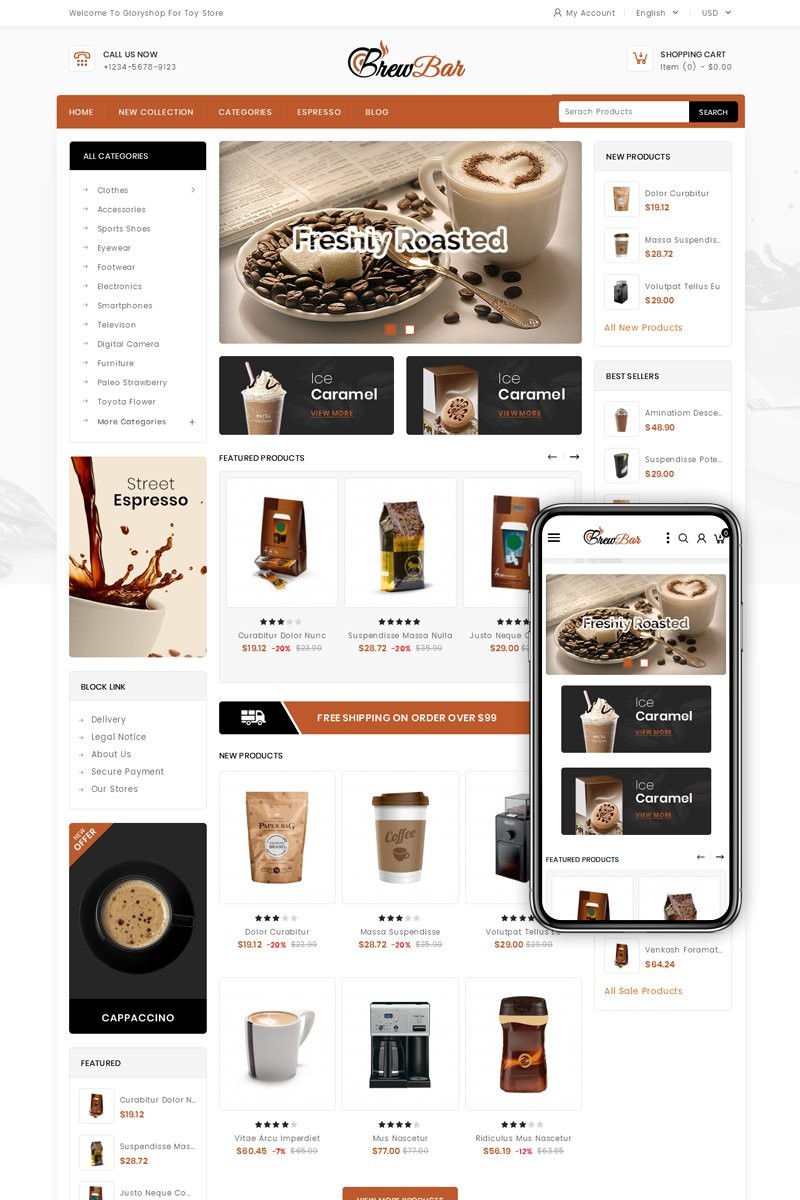 Welcome To Gloryshop For Toy Store
My Account
English
USD
CALL US NOW
+1234-5678-9123
BrewBar
SHOPPING CART
Item (0) - $0.00
HOME
NEW COLLECTION
CATEGORIES
ESPRESSO
BLOG
Serach Products
SEARCH
ALL CATEGORIES
Clothes
Accessories
Sports Shoes
Eyewear
Footwear
Electronics
Smartphones
Televison
Digital Camera
Furniture
Paleo Strawberry
Toyota Flower
More Categories +
Freshly Roasted
Ice
Caramel
VIEW MORE
Ice
Caramel
VIEW MORE
NEW PRODUCTS
Dolor Curabitur
$19.12
Massa Suspendis...
$28.72
Volutpat Tellus Eu
$29.00
All New Products
BEST SELLERS
Aminatiom Desce...
$48.90
Suspendisse Pote...
$29.00
Street
Espresso
FEATURED PRODUCTS
Curabitur Dolor Nunc
$19.12 -20% $23.90
Suspendisse Massa Nulla
$28.72 -20% $35.90
Justo Neque C
$29.00
BLOCK LINK
Delivery
Legal Notice
About Us
Secure Payment
Our Stores
FREE SHIPPING ON ORDER OVER $99
NEW PRODUCTS
PAPER BAG
BRAND
Coffee
Dolor Curabitur
$19.12 -20% $23.90
Massa Suspendisse
$28.72 -20% $35.90
Volutpat Tellus Eu
$29.00 $29.00
NEW
OFFER
CAPPACCINO
Vitae Arcu Imperdiet
$60.45 -7% $65.00
Mus Nascetur
$77.00 $77.00
Ridiculus Mus Nascetur
$56.19 -12% $63.85
FEATURED
Curabitur Dolor N...
$19.12
Suspendisse Mas...
$28.72
Justo Neque Co...
VIEW MORE PRODUCTS
BrewBar
0
Freshly Roasted
Ice
Caramel
VIEW MORE
Ice
Caramel
VIEW MORE
FEATURED PRODUCTS
Venkash Foramat...
$64.24
All Sale Products